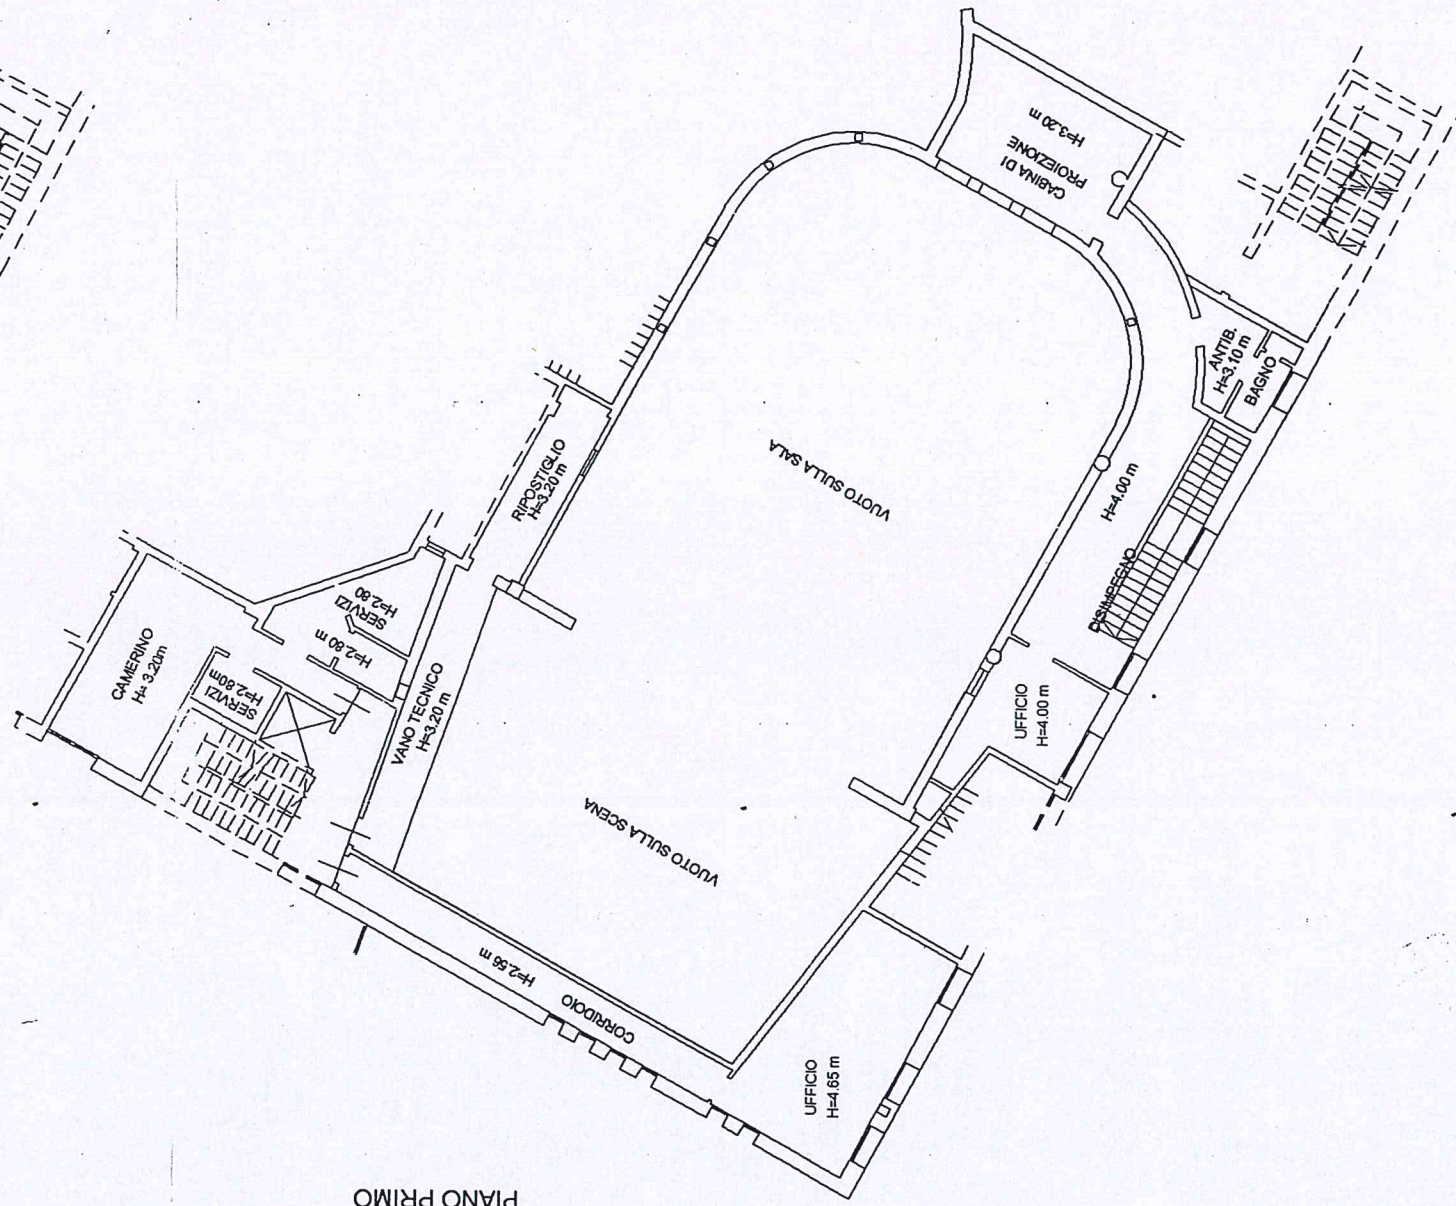 CABINA DI
PROIEZIONE
H=3.20 m
ANTIB.
H=3.10 m
BAGNO
RIPOSTIGLIO
H=3.20 m
VUOTO SULLA SALA
H=4.00 m
DISIMPEGNO
SERVIZI
H=2.80
H=2.80 m
CAMERINO
H= 3.20m
SERVIZI
H=2.80m
VANO TECNICO
H=3.20 m
UFFICIO
H=4.00 m
VUOTO SULLA SCENA
H=2.56 m
CORRIDOIO
UFFICIO
H=4.65 m
PIANO PRIMO